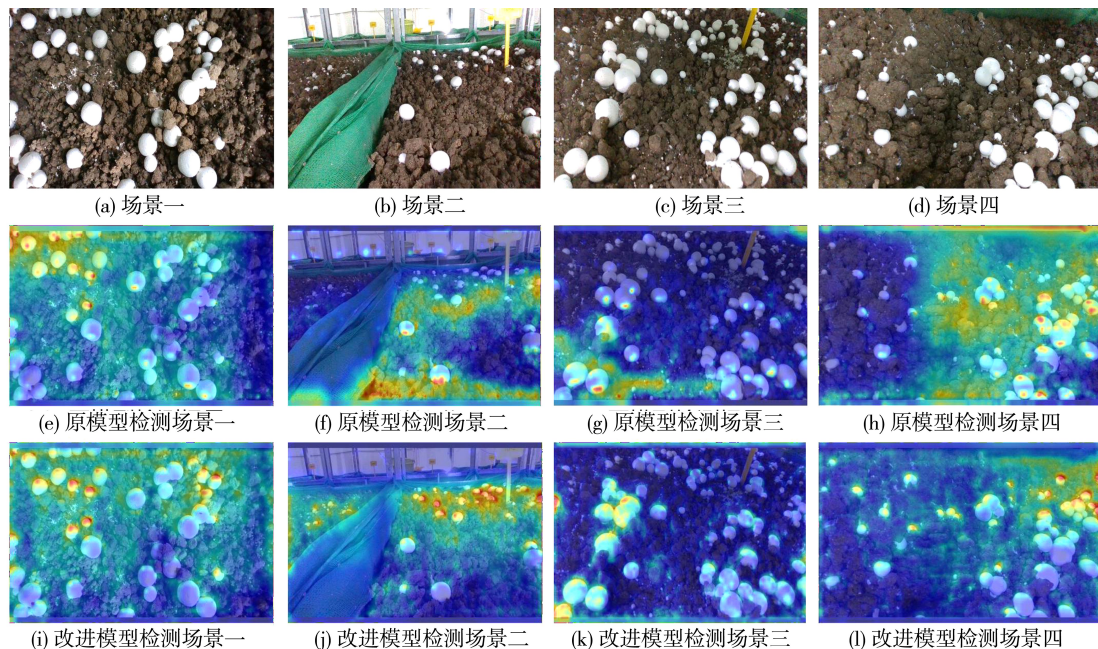 (a) 场景一
(b) 场景二
(c) 场景三
(d) 场景四
(e) 原模型检测场景一
(f) 原模型检测场景二
(g) 原模型检测场景三
(h) 原模型检测场景四
(i) 改进模型检测场景一
(j) 改进模型检测场景二
(k) 改进模型检测场景三
(l) 改进模型检测场景四